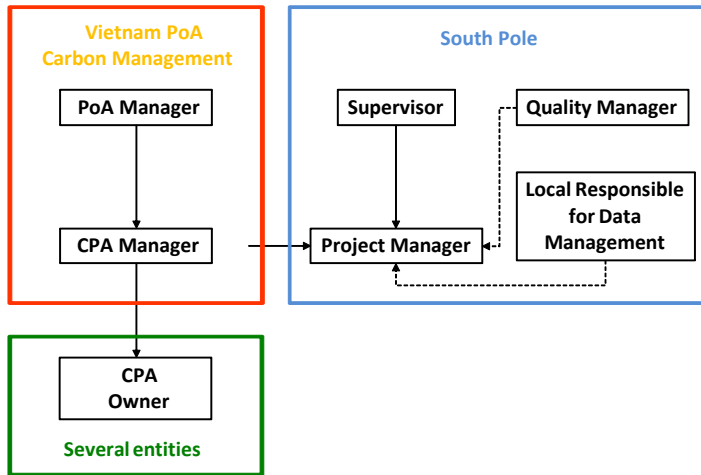 Vietnam PoA
Carbon Management
PoA Manager
CPA Manager
CPA
Owner
Several entities
South Pole
Supervisor
Quality Manager
Local Responsible
for Data
Management
Project Manager